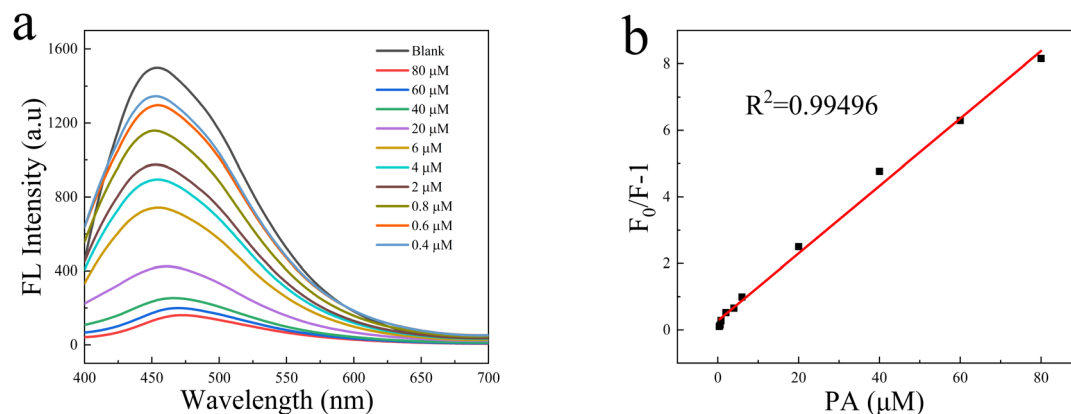 a
1600
1200
800
400
0
FL Intensity (a.u)
400 450 500 550 600 650 700
Wavelength (nm)
Blank
80 μM
60 μM
40 μM
20 μM
6 μM
4 μM
2 μM
0.8 μM
0.6 μM
0.4 μM
b
8
6
4
2
0
F₀/F-1
R²=0.99496
0 20 40 60 80
PA (μM)